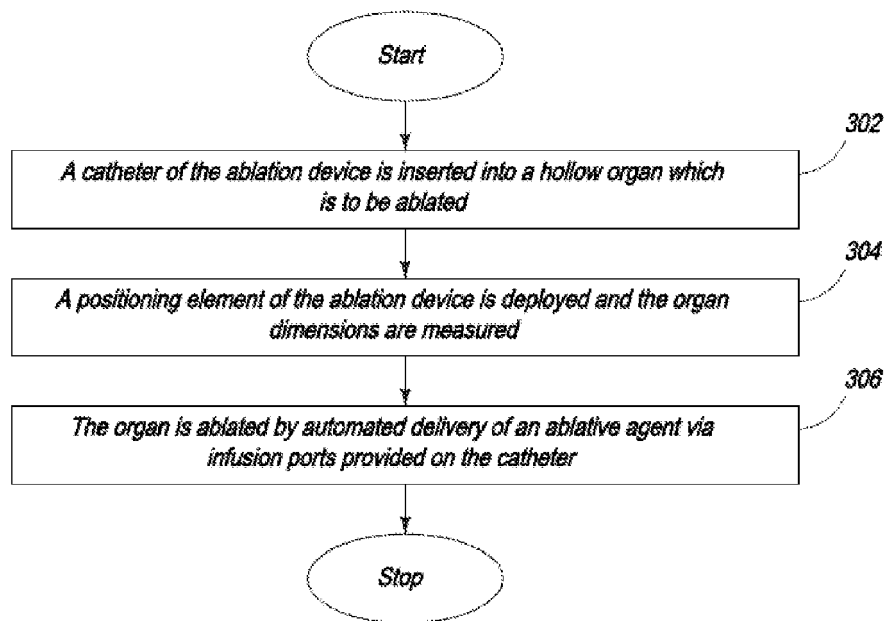 Start
302
A catheter of the ablation device is inserted into a hollow organ which
is to be ablated
304
A positioning element of the ablation device is deployed and the organ
dimensions are measured
306
The organ is ablated by automated delivery of an ablative agent via
infusion ports provided on the catheter
Stop